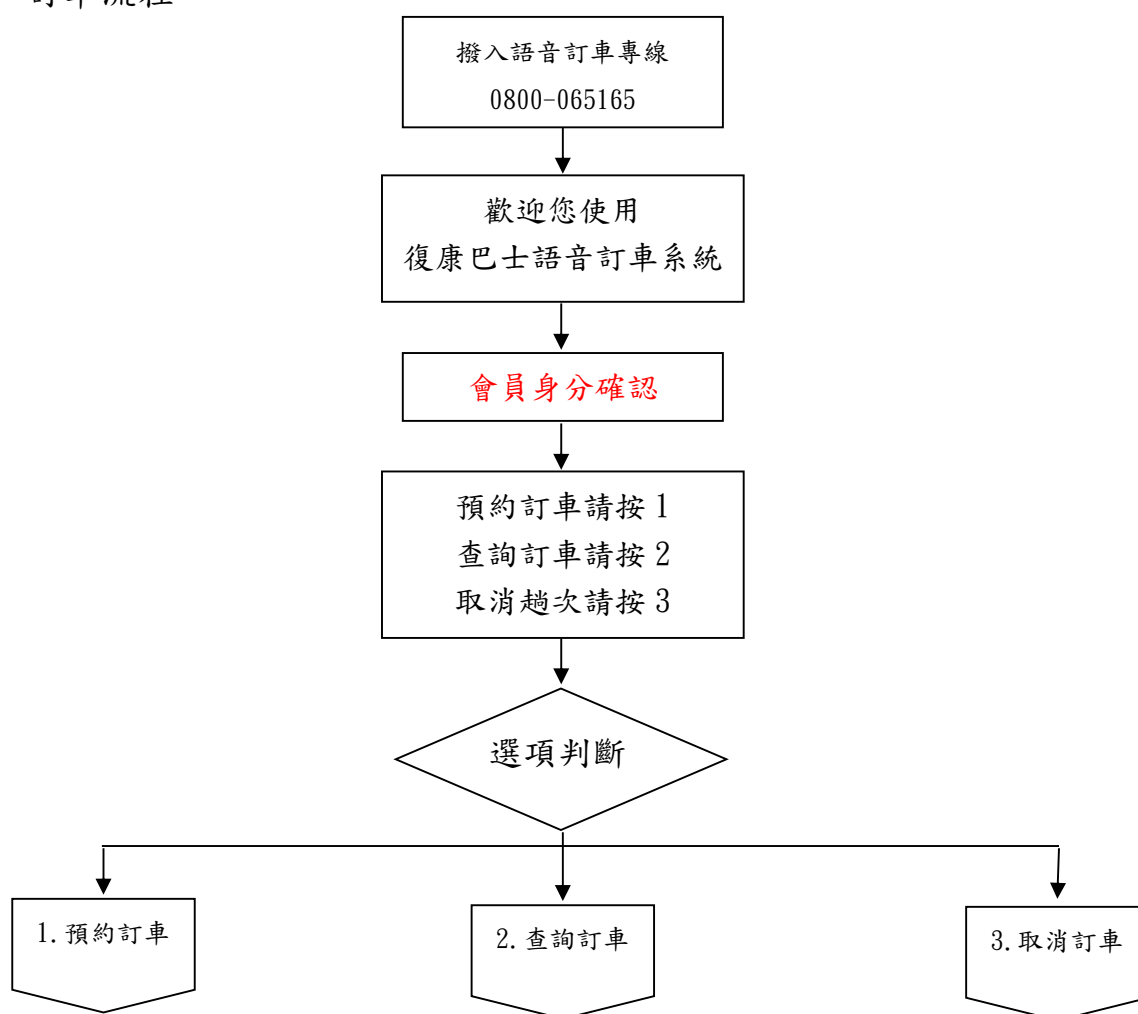 撥入語音訂車專線
0800-065165
歡迎您使用
復康巴士語音訂車系統
會員身分確認
預約訂車請按1
查詢訂車請按2
取消趟次請按3
選項判斷
1.預約訂車
2.查詢訂車
3.取消訂車